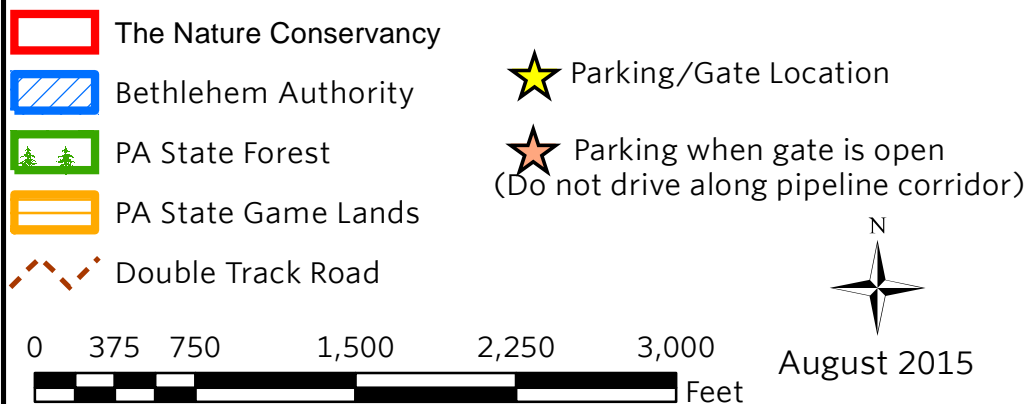 The Nature Conservancy
Bethlehem Authority
PA State Forest
PA State Game Lands
Double Track Road
Parking/Gate Location
Parking when gate is open
(Do not drive along pipeline corridor)
N
0 375 750 1,500 2,250 3,000
Feet
August 2015